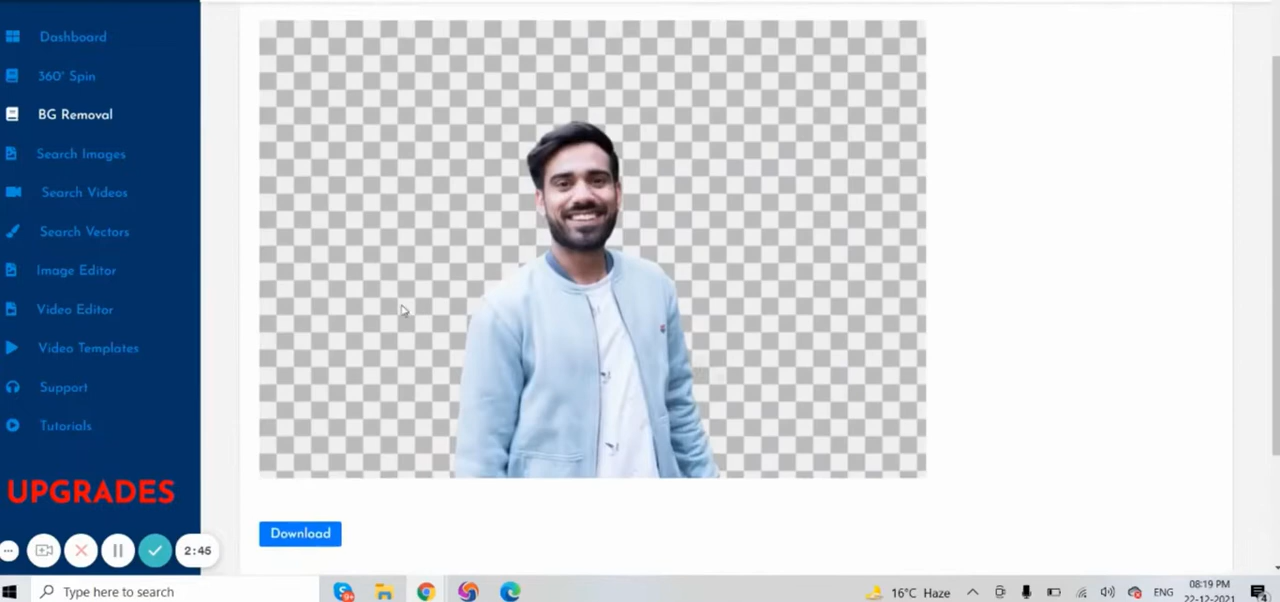 Dashboard
360° Spin
BG Removal
Search Images
Search Videos
Search Vectors
Image Editor
Video Editor
Video Templates
Support
Tutorials
UPGRADES
2:45
Download
Type here to search
16°C Haze
ENG
08:19 PM
22-12-2021